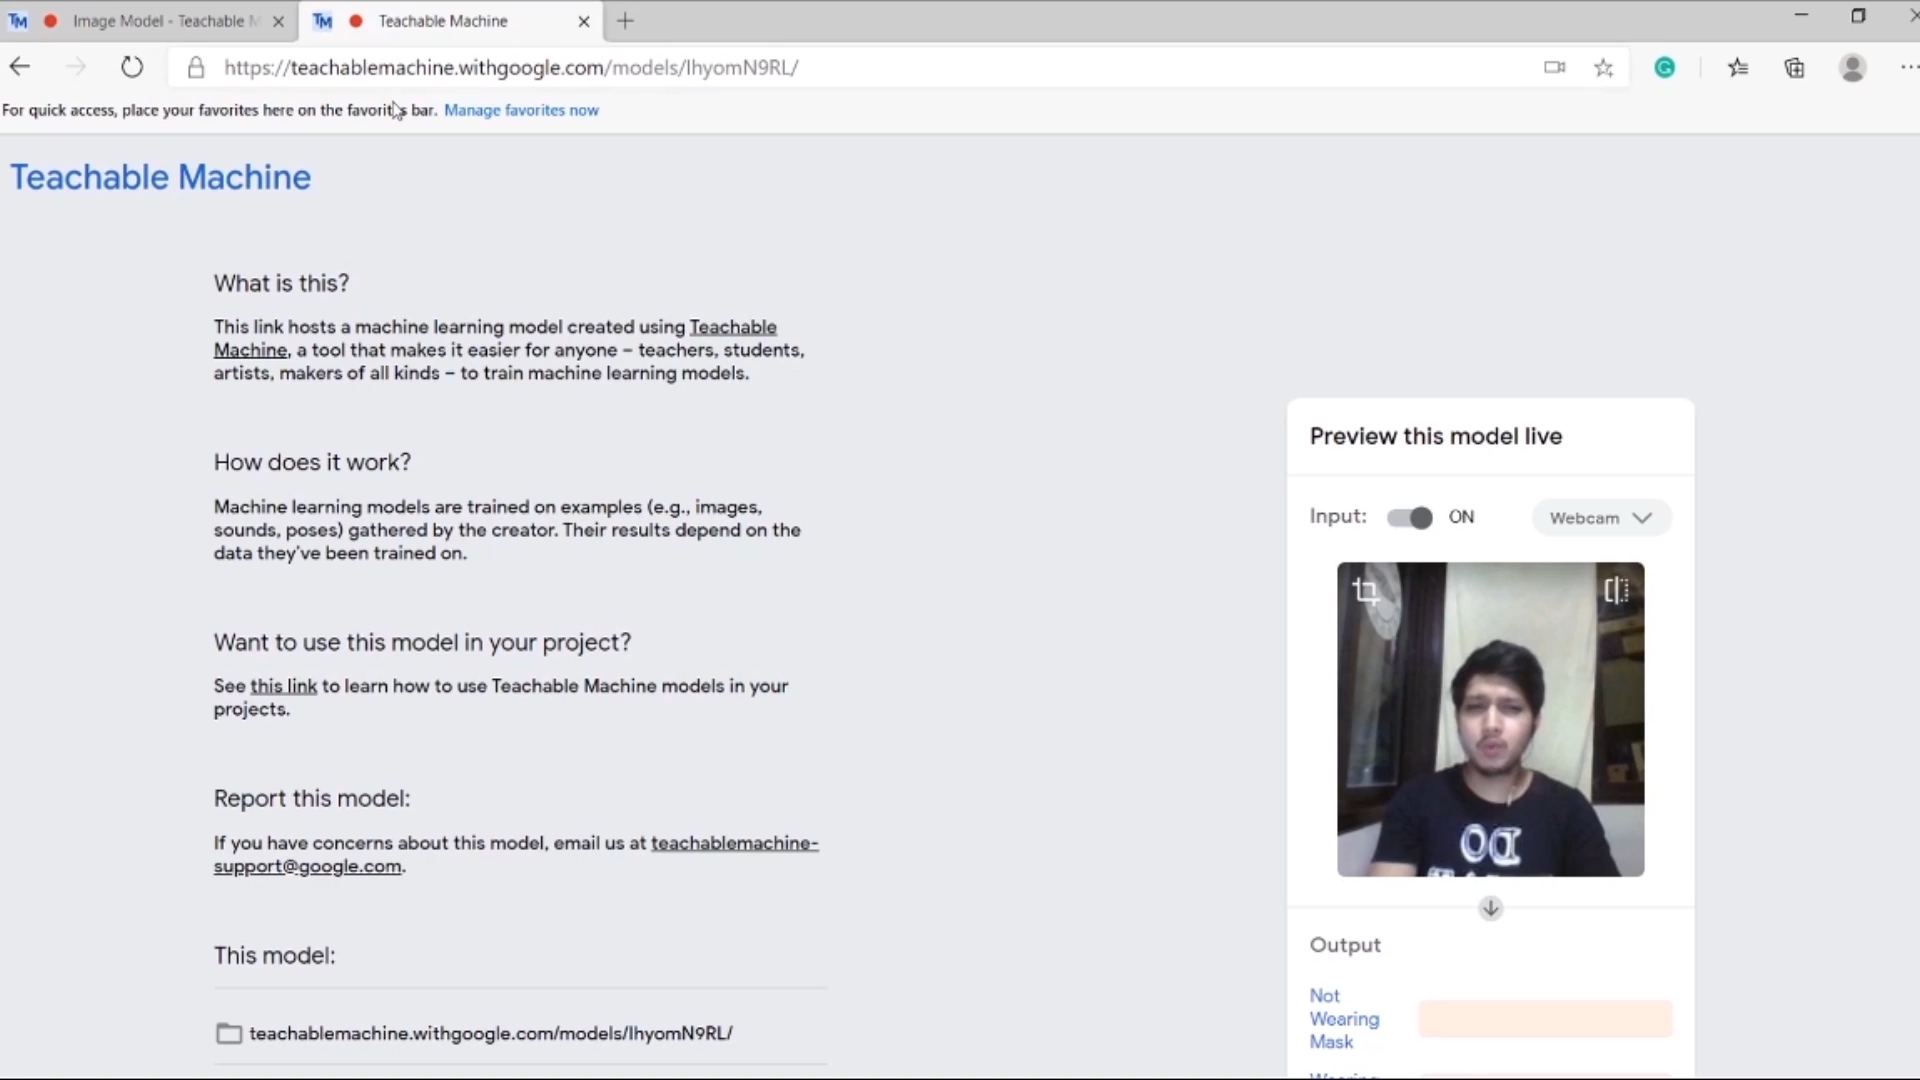 TM Image Model - Teachable M
TM Teachable Machine
https://teachablemachine.withgoogle.com/models/IhyomN9RL/
For quick access, place your favorites here on the favorites bar. Manage favorites now
Teachable Machine
What is this?
This link hosts a machine learning model created using Teachable
Machine, a tool that makes it easier for anyone – teachers, students,
artists, makers of all kinds – to train machine learning models.
How does it work?
Machine learning models are trained on examples (e.g., images,
sounds, poses) gathered by the creator. Their results depend on the
data they've been trained on.
Want to use this model in your project?
See this link to learn how to use Teachable Machine models in your
projects.
Report this model:
If you have concerns about this model, email us at teachablemachine-
support@google.com.
This model:
teachablemachine.withgoogle.com/models/IhyomN9RL/
Preview this model live
Input: ON Webcam
Output
Not
Wearing
Mask